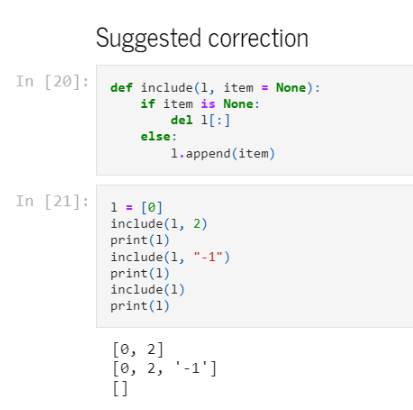 Suggested correction
In [20]:
def include(l, item = None):
    if item is None:
        del l[:]
    else:
        l.append(item)
In [21]:
l = [0]
include(l, 2)
print(l)
include(l, "-1")
print(l)
include(l)
print(l)
[0, 2]
[0, 2, '-1']
[]